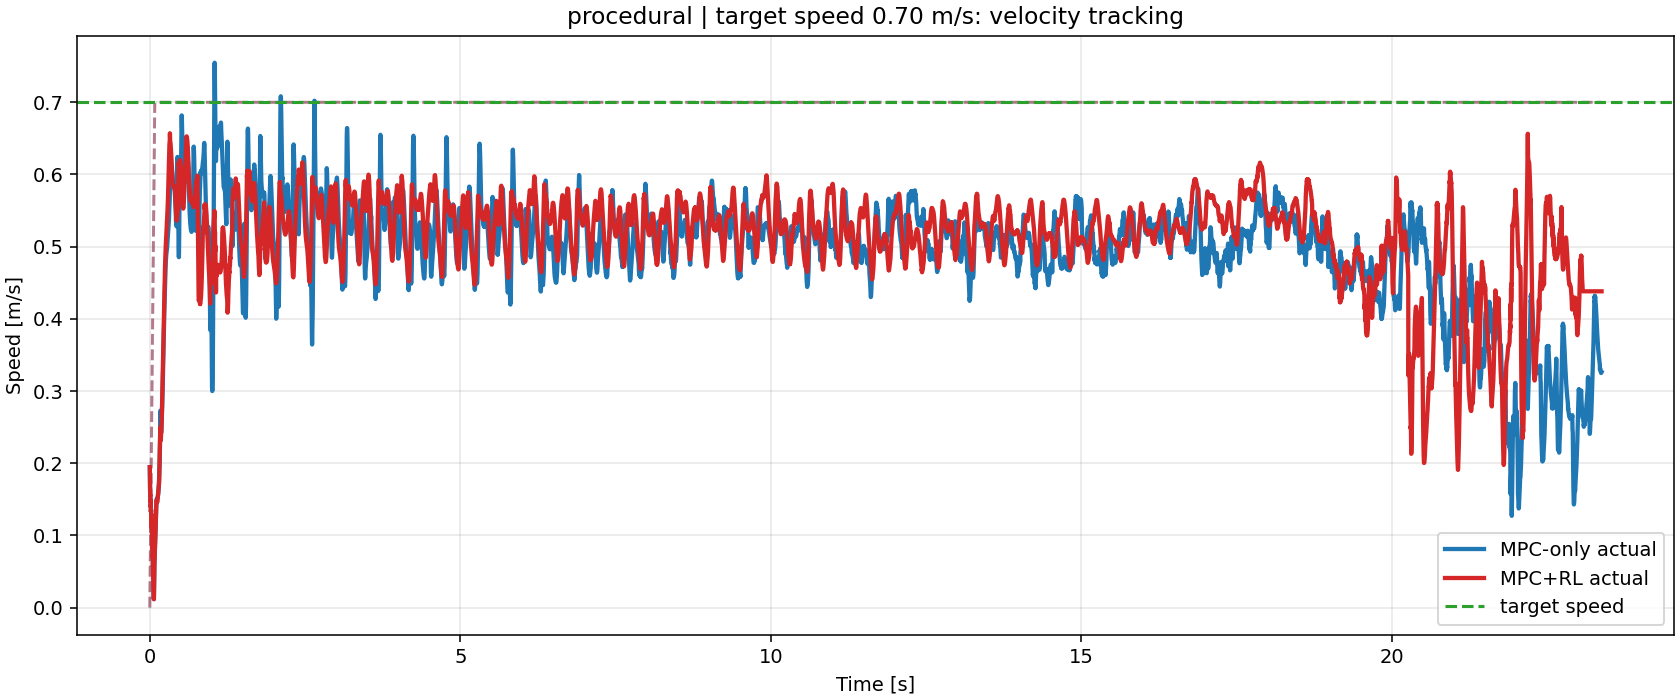 procedural | target speed 0.70 m/s: velocity tracking
Speed [m/s]
0.7
0.6
0.5
0.4
0.3
0.2
0.1
0.0
MPC-only actual
MPC+RL actual
target speed
0
5
10
15
20
Time [s]